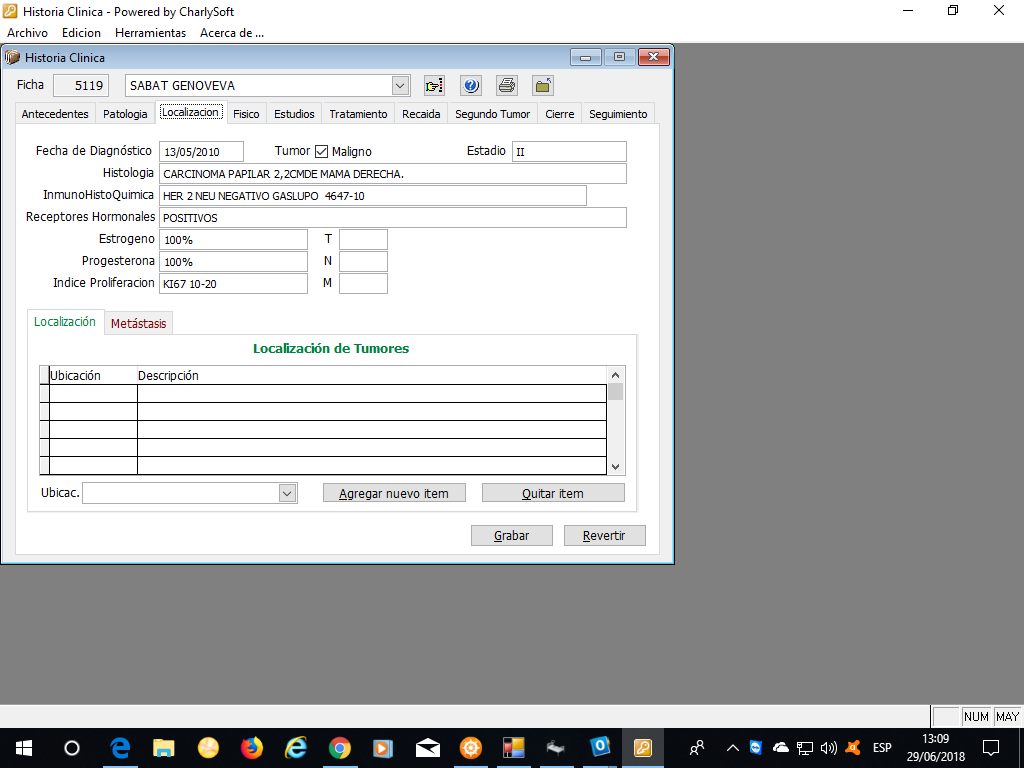 Historia Clinica - Powered by CharlySoft
Archivo Edicion Herramientas Acerca de ...
Historia Clinica
Ficha 5119 SABAT GENOVEVA
Antecedentes Patologia Localizacion Fisico Estudios Tratamiento Recaida Segundo Tumor Cierre Seguimiento
Fecha de Diagnóstico 13/05/2010 Tumor Maligno Estadio II
Histologia CARCINOMA PAPILAR 2,2CMDE MAMA DERECHA.
InmunoHistoQuimica HER 2 NEU NEGATIVO GASLUPO 4647-10
Receptores Hormonales POSITIVOS
Estrogeno 100% T
Progesterona 100% N
Indice Proliferacion KI67 10-20 M
Localización Metástasis
Localización de Tumores
Ubicación Descripción
Ubicac. Agregar nuevo item Quitar item
Grabar Revertir
NUM MAY
ESP 13:09
29/06/2018